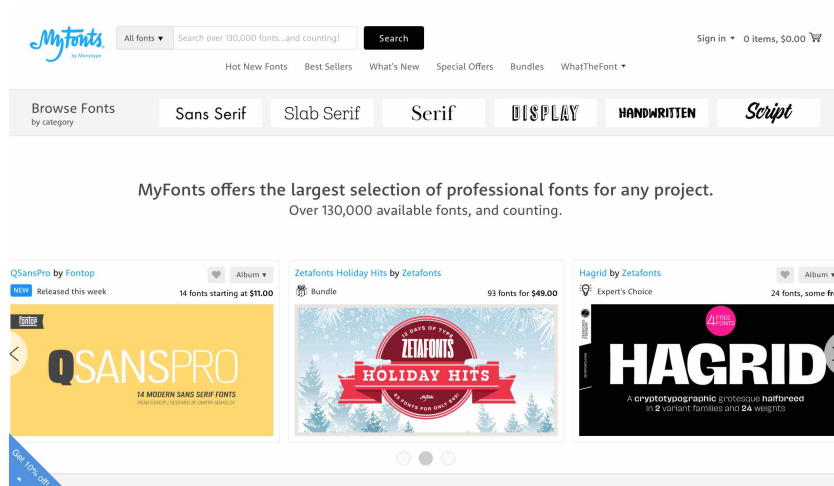 MyFonts
by Monotype
All fonts ▼
Search over 130,000 fonts...and counting!
Search
Sign in ▼
0 items, $0.00
Hot New Fonts
Best Sellers
What's New
Special Offers
Bundles
WhatTheFont ▼
Browse Fonts
by category
Sans Serif
Slab Serif
Serif
DISPLAY
HANDWRITTEN
Script
MyFonts offers the largest selection of professional fonts for any project.
Over 130,000 available fonts, and counting.
QSansPro by Fontop
Album ▼
NEW Released this week
14 fonts starting at $11.00
fontop
QSANSPRO
14 MODERN SANS SERIF FONTS
Zetafonts Holiday Hits by Zetafonts
Bundle
93 fonts for $49.00
12 DAYS OF TYPE
ZETAFONTS
HOLIDAY HITS
93 FONTS FOR ONLY $49!
MyFonts
Hagrid by Zetafonts
Album ▼
Expert's Choice
24 fonts, some fr
4 FREE
FONTS
HAGRID
A cryptotypographic grotesque halfbreed
in 2 variant families and 24 weights
Get 10% off!